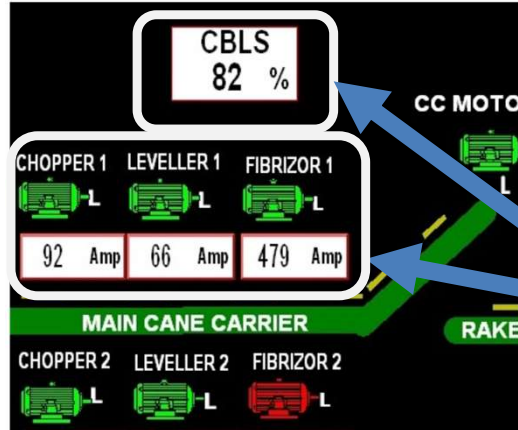 CBLS
82 %
CC MOTO
CHOPPER 1 LEVELLER 1 FIBRIZOR 1
L L L L
92 Amp 66 Amp 479 Amp
MAIN CANE CARRIER
RAKE
CHOPPER 2 LEVELLER 2 FIBRIZOR 2
L L L